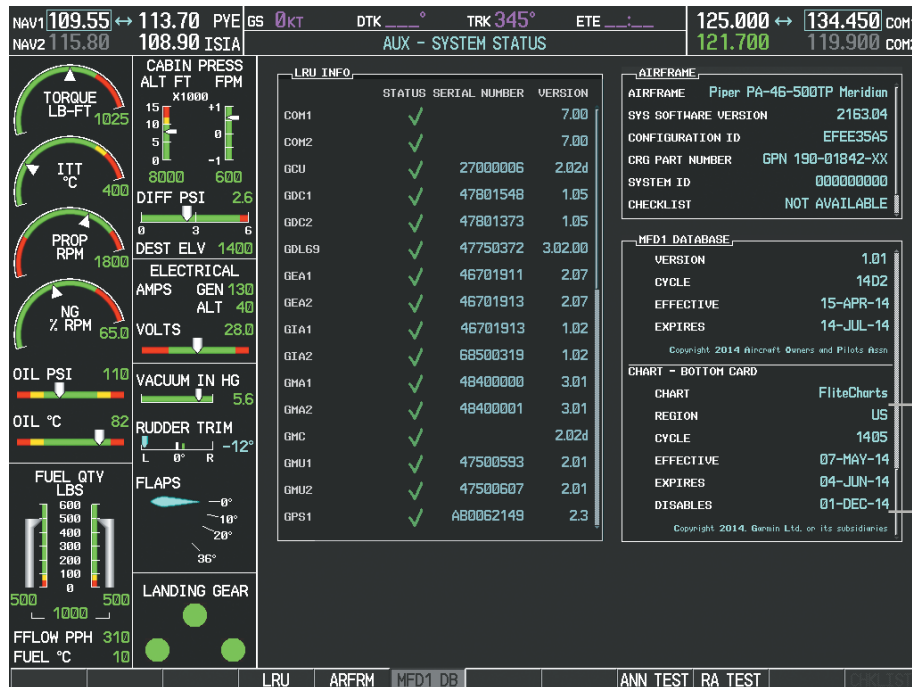 NAV1 109.55 ↔ 113.70 PYE
NAV2 115.80 108.90 ISIA
GS 0KT DTK ___° TRK 345° ETE __:__
AUX – SYSTEM STATUS
125.000 ↔ 134.450 COM1
121.700 119.900 COM2
TORQUE
LB-FT 1025
ITT
°C 400
PROP
RPM 1800
NG
% RPM 65.0
OIL PSI 110
OIL °C 82
FUEL QTY
LBS
600
500
400
300
200
100
0
500 500
1000
FFLOW PPH 310
FUEL °C 10
CABIN PRESS
ALT FT FPM
X1000
15 +1
10 0
5
0 -1
8000 600
DIFF PSI 2.6
0 3 6
DEST ELV 1400
ELECTRICAL
AMPS GEN 130
ALT 40
VOLTS 28.0
VACUUM IN HG
5.6
RUDDER TRIM
-12°
L 0° R
FLAPS
0°
10°
20°
36°
LANDING GEAR
LRU INFO
STATUS SERIAL NUMBER VERSION
COM1 ✓ 7.00
COM2 ✓ 7.00
GCU ✓ 27000006 2.02d
GDC1 ✓ 47801548 1.05
GDC2 ✓ 47801373 1.05
GDL69 ✓ 47750372 3.02.00
GEA1 ✓ 46701911 2.07
GEA2 ✓ 46701913 2.07
GIA1 ✓ 46701913 1.02
GIA2 ✓ 68500319 1.02
GMA1 ✓ 48400000 3.01
GMA2 ✓ 48400001 3.01
GMC ✓ 2.02d
GMU1 ✓ 47500593 2.01
GMU2 ✓ 47500607 2.01
GPS1 ✓ AB0062149 2.3
AIRFRAME
AIRFRAME Piper PA-46-500TP Meridian
SYS SOFTWARE VERSION 2163.04
CONFIGURATION ID EFEE35A5
CRG PART NUMBER GPN 190-01842-XX
SYSTEM ID 000000000
CHECKLIST NOT AVAILABLE
MFD1 DATABASE
VERSION 1.01
CYCLE 14D2
EFFECTIVE 15-APR-14
EXPIRES 14-JUL-14
Copyright 2014 Aircraft Owners and Pilots Assn
CHART – BOTTOM CARD
CHART FliteCharts
REGION US
CYCLE 1405
EFFECTIVE 07-MAY-14
EXPIRES 04-JUN-14
DISABLES 01-DEC-14
Copyright 2014, Garmin Ltd. or its subsidiaries
LRU ARFRM MFD1 DB ANN TEST RA TEST CHKLIST